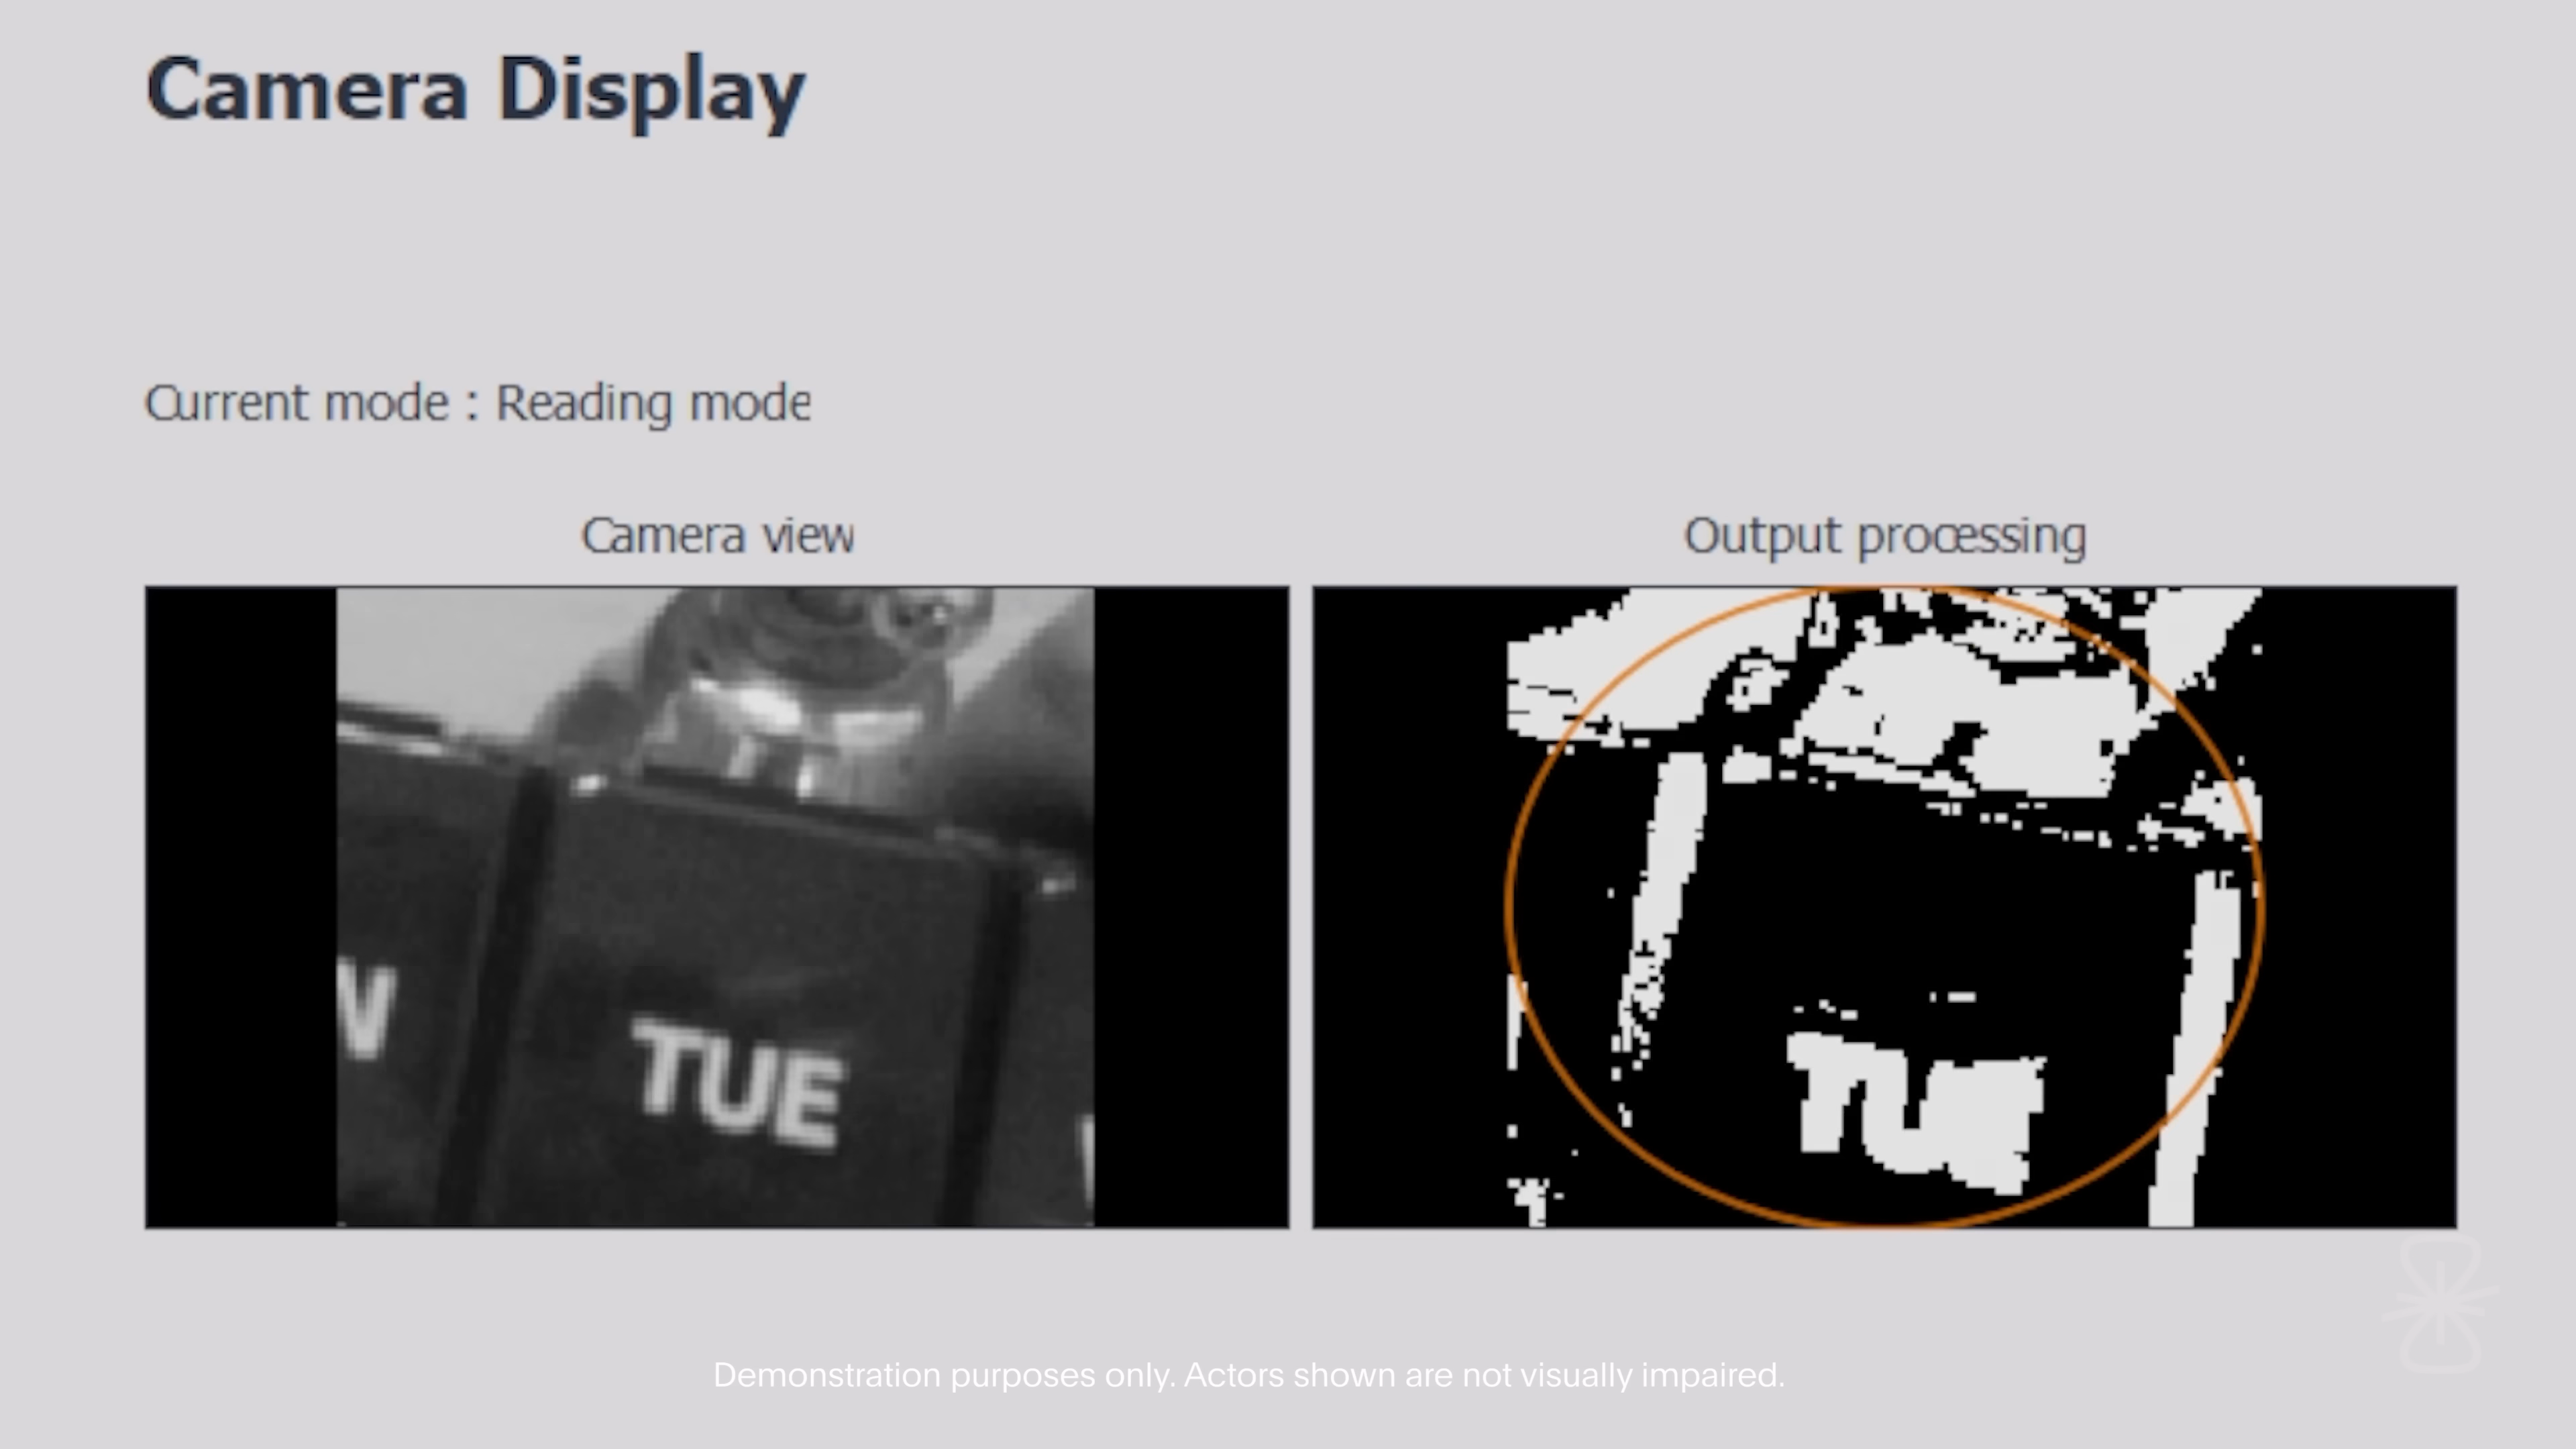 Camera Display
Current mode : Reading mode
Camera view
Output processing
TUE
Demonstration purposes only. Actors shown are not visually impaired.